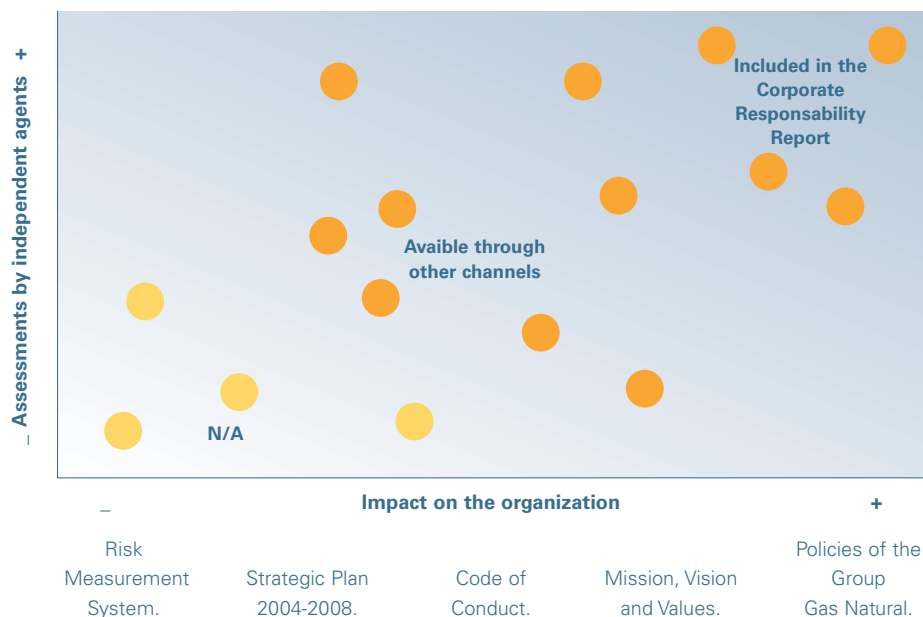 _ Assessments by independent agents +
Included in the
Corporate
Responsability
Report
Avaible through
other channels
N/A
_ Impact on the organization +
Risk
Measurement
System.
Strategic Plan
2004-2008.
Code of
Conduct.
Mission, Vision
and Values.
Policies of the
Group
Gas Natural.